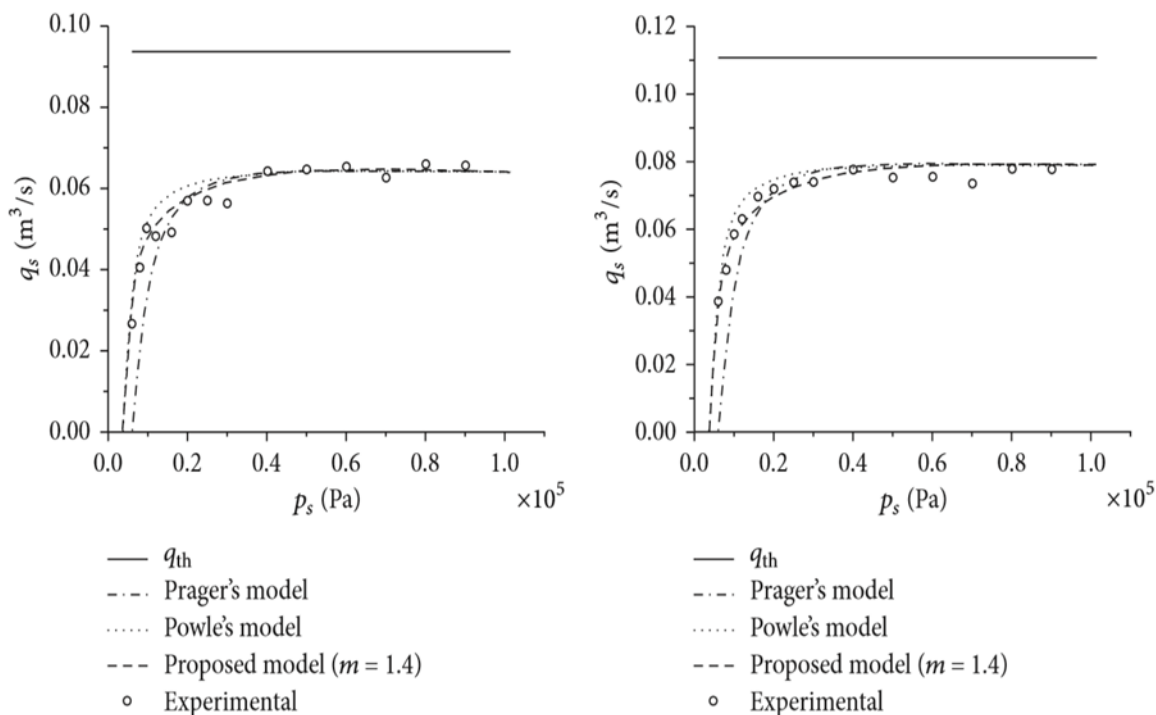 0.10
0.08
0.06
0.04
0.02
0.00
q_s (m^3/s)
0.0 0.2 0.4 0.6 0.8 1.0
p_s (Pa) ×10^5
q_th
Prager's model
Powle's model
Proposed model (m = 1.4)
Experimental
0.12
0.10
0.08
0.06
0.04
0.02
0.00
q_s (m^3/s)
0.0 0.2 0.4 0.6 0.8 1.0
p_s (Pa) ×10^5
q_th
Prager's model
Powle's model
Proposed model (m = 1.4)
Experimental